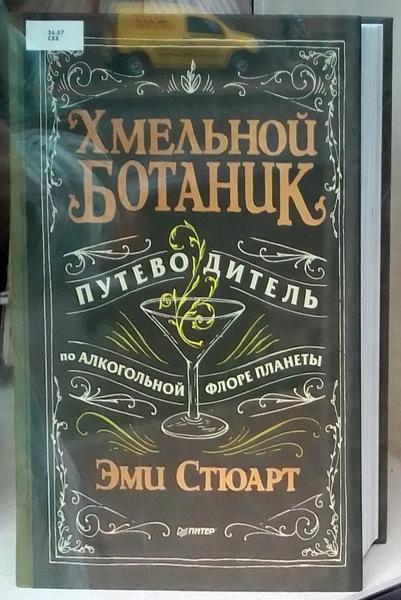 36.87
С88
ХМЕЛЬНОЙ
БОТАНИК
ПУТЕВОДИТЕЛЬ
ПО АЛКОГОЛЬНОЙ ФЛОРЕ ПЛАНЕТЫ
ЭМИ СТЮАРТ
ПИТЕР